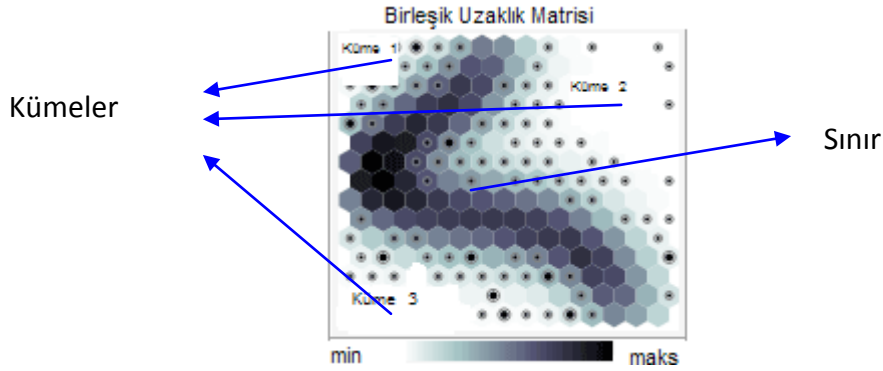 Birleşik Uzaklık Matrisi
Küme 1
Küme 2
Kümeler
Sınır
Küme 3
min
maks